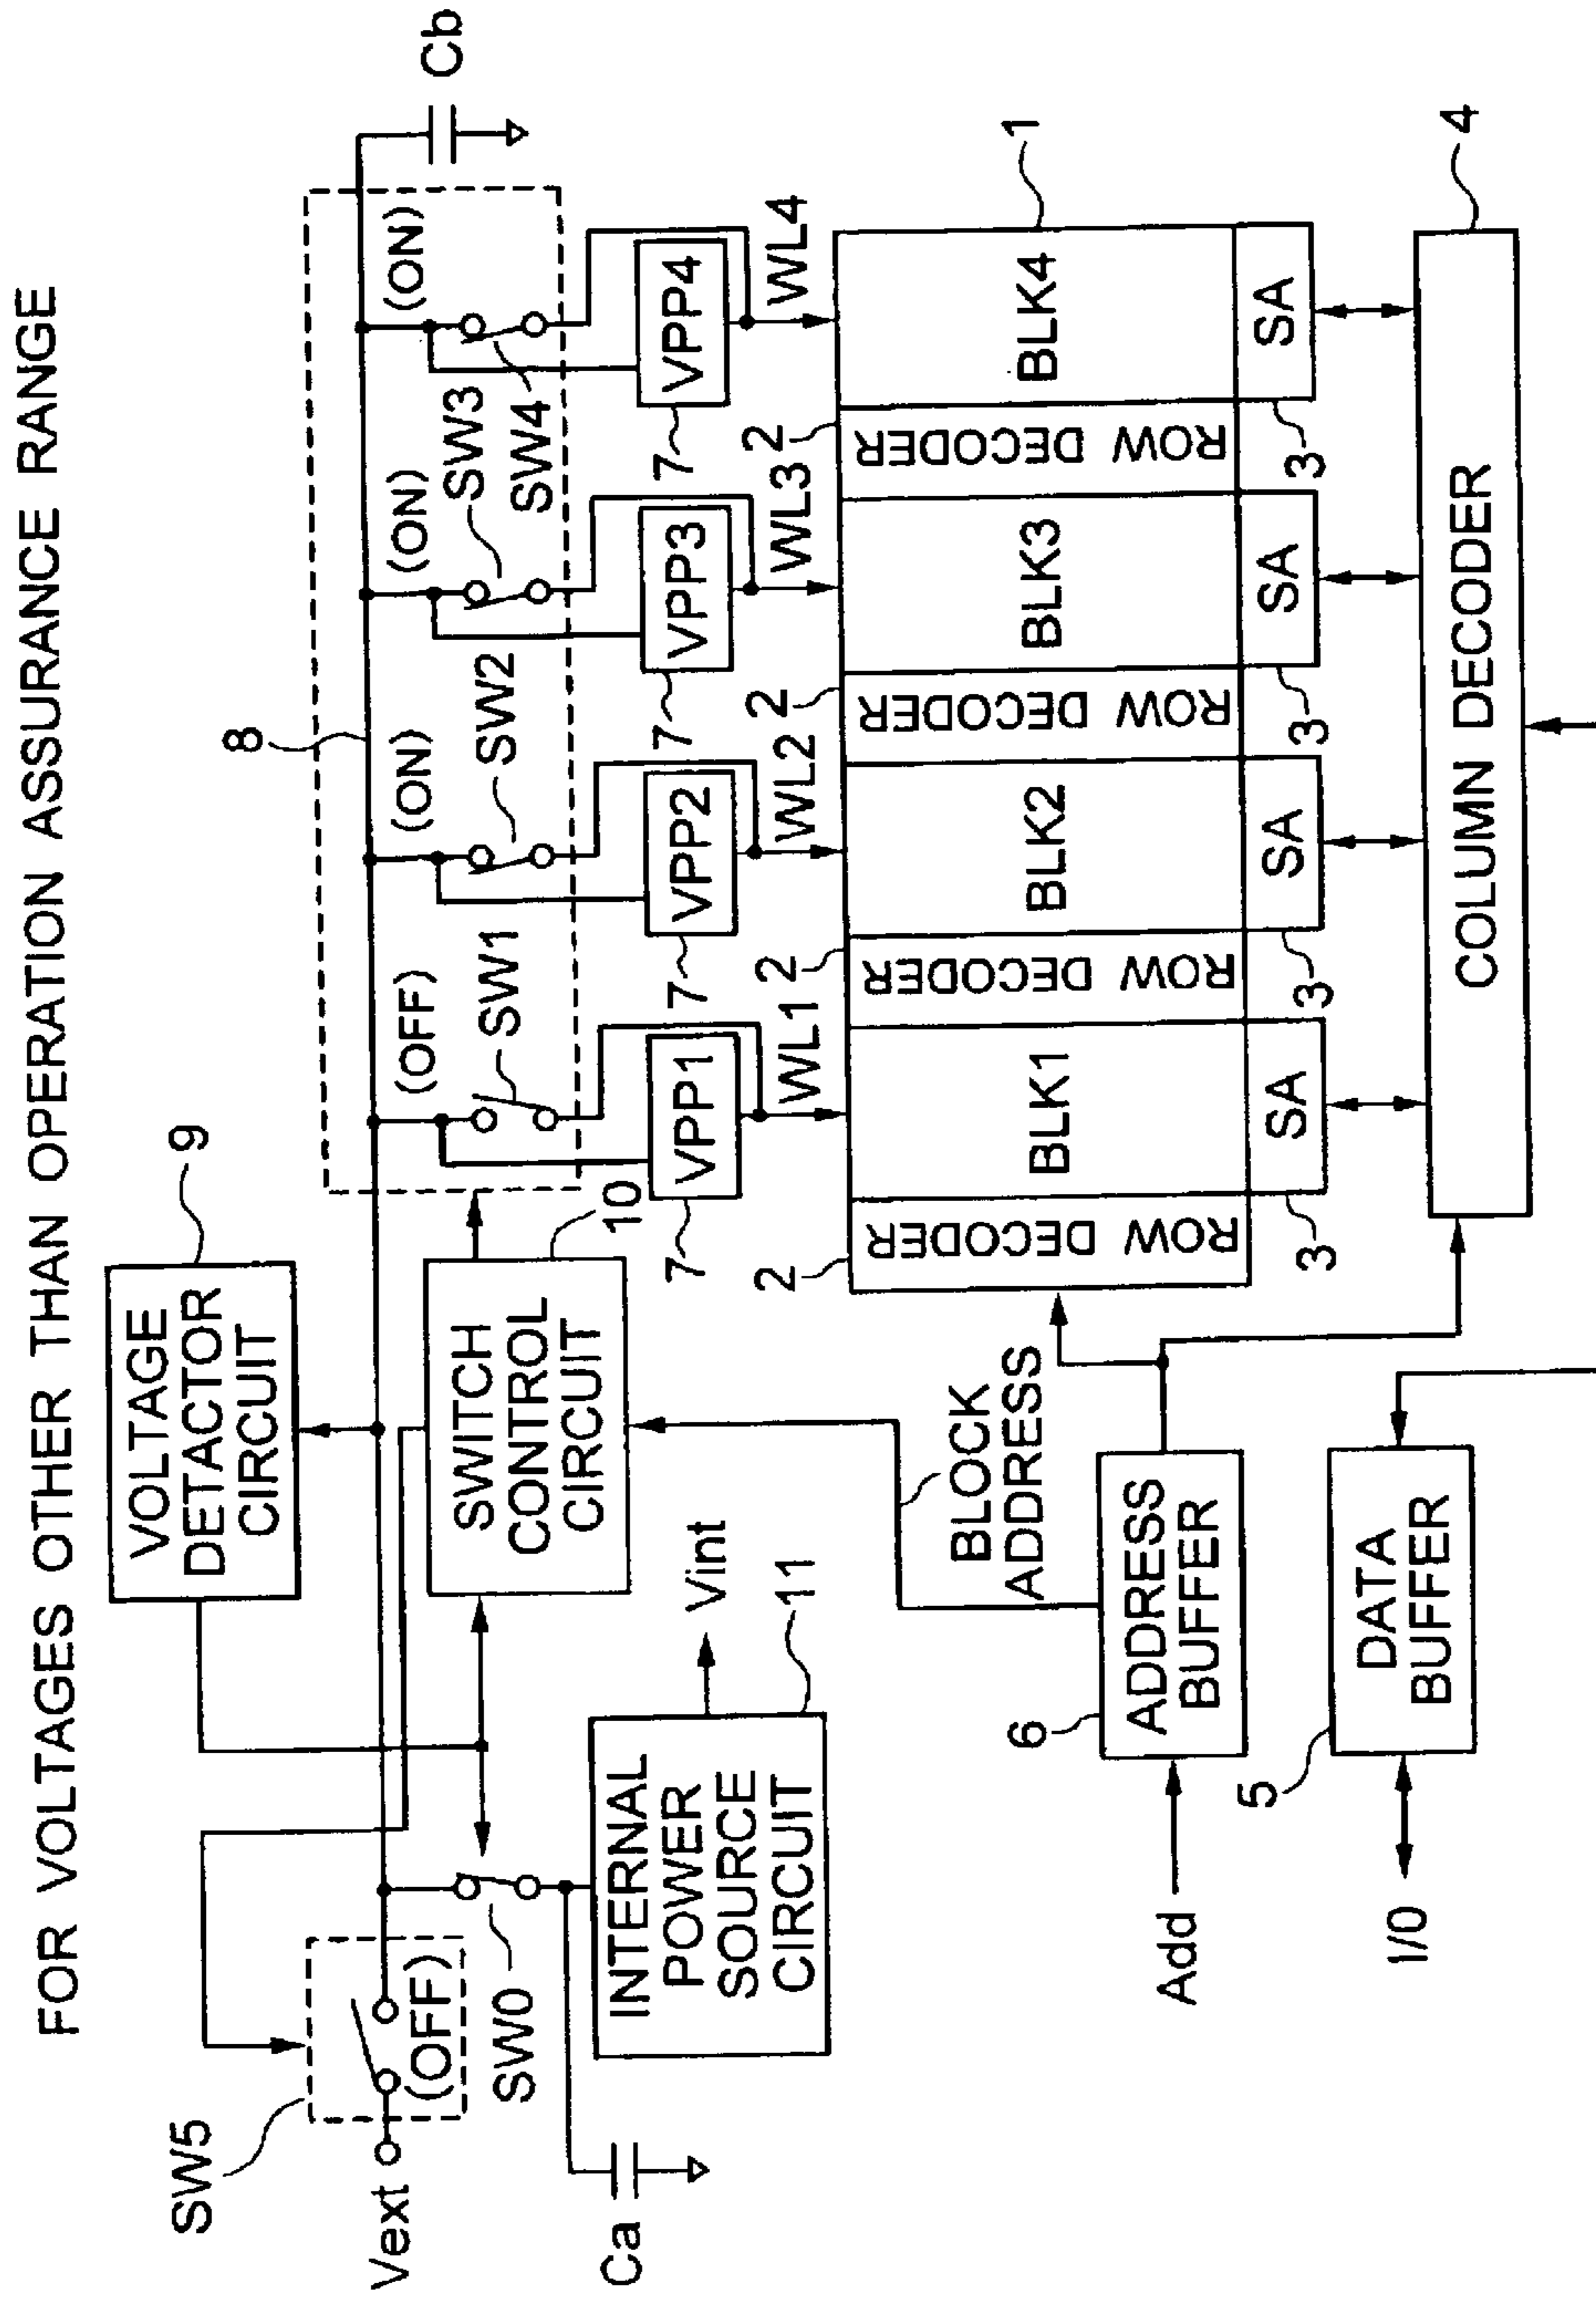 FOR VOLTAGES OTHER THAN OPERATION ASSURANCE RANGE
VOLTAGE
DETACTOR
CIRCUIT
9
8
Cb
SW5
Vext
(OFF)
SW0
Ca
SWITCH
CONTROL
CIRCUIT
10
(OFF)
SW1
(ON)
SW2
(ON)
SW3
(ON)
SW4
INTERNAL
POWER
SOURCE
CIRCUIT
11
Vint
7
VPP1
7
VPP2
7
VPP3
7
VPP4
WL1
WL2
WL3
WL4
BLOCK
ADDRESS
2
ROW DECODER
BLK1
2
ROW DECODER
BLK2
2
ROW DECODER
BLK3
2
ROW DECODER
BLK4
1
3
SA
3
SA
3
SA
3
SA
Add
6
ADDRESS
BUFFER
COLUMN DECODER
4
I/0
5
DATA
BUFFER